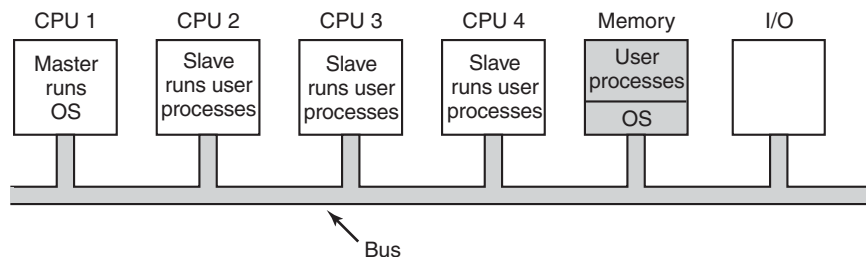 CPU 1
CPU 2
CPU 3
CPU 4
Memory
I/O
Master
runs
OS
Slave
runs user
processes
Slave
runs user
processes
Slave
runs user
processes
User
processes
OS
Bus